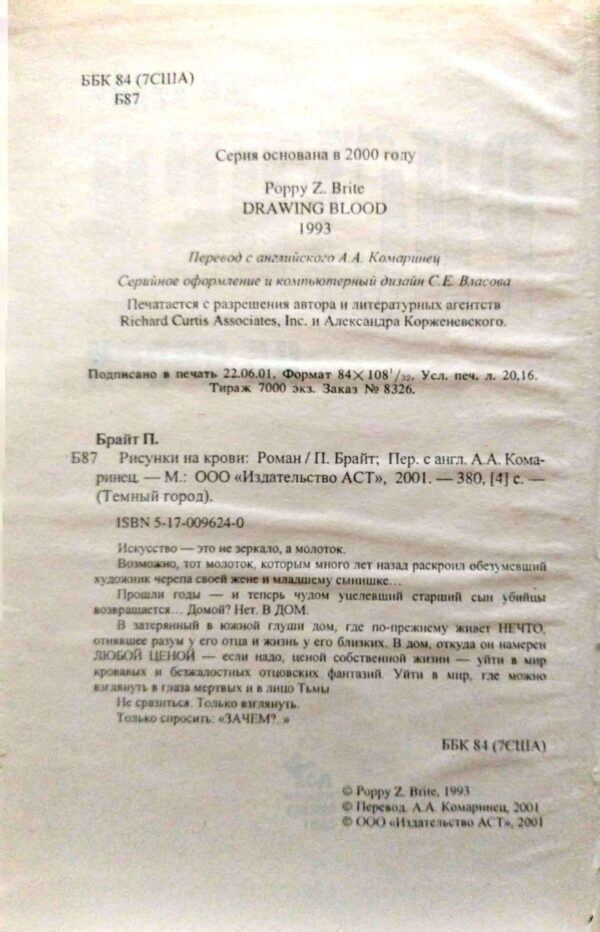 ББК 84 (7США)
Б87
Серия основана в 2000 году
Poppy Z. Brite
DRAWING BLOOD
1993
Перевод с английского А.А. Комаринец
Серийное оформление и компьютерный дизайн С.Е. Власова
Печатается с разрешения автора и литературных агентств
Richard Curtis Associates, Inc. и Александра Корженевского.
Подписано в печать 22.06.01. Формат 84×108 1/32. Усл. печ. л. 20,16.
Тираж 7000 экз. Заказ № 8326.
Брайт П.
Б87 Рисунки на крови: Роман / П. Брайт; Пер. с англ. А.А. Кома-
ринец. — М.: ООО «Издательство АСТ», 2001. — 380, [4] с. —
(Темный город).
ISBN 5-17-009624-0
Искусство — это не зеркало, а молоток.
Возможно, тот молоток, которым много лет назад раскроил обезумевший
художник черепа своей жене и младшему сынишке...
Прошли годы — и теперь чудом уцелевший старший сын убийцы
возвращается... Домой? Нет. В ДОМ.
В затерянный в южной глуши дом, где по-прежнему живет НЕЧТО,
отнявшее разум у его отца и жизнь у его близких. В дом, откуда он намерен
ЛЮБОЙ ЦЕНОЙ — если надо, ценой собственной жизни — уйти в мир
кровавых и безжалостных отцовских фантазий. Уйти в мир, где можно
взглянуть в глаза мертвых и в лицо Тьмы.
Не сразиться. Только взглянуть.
Только спросить: «ЗАЧЕМ?..»
ББК 84 (7США)
© Poppy Z. Brite, 1993
© Перевод. А.А. Комаринец, 2001
© ООО «Издательство АСТ», 2001